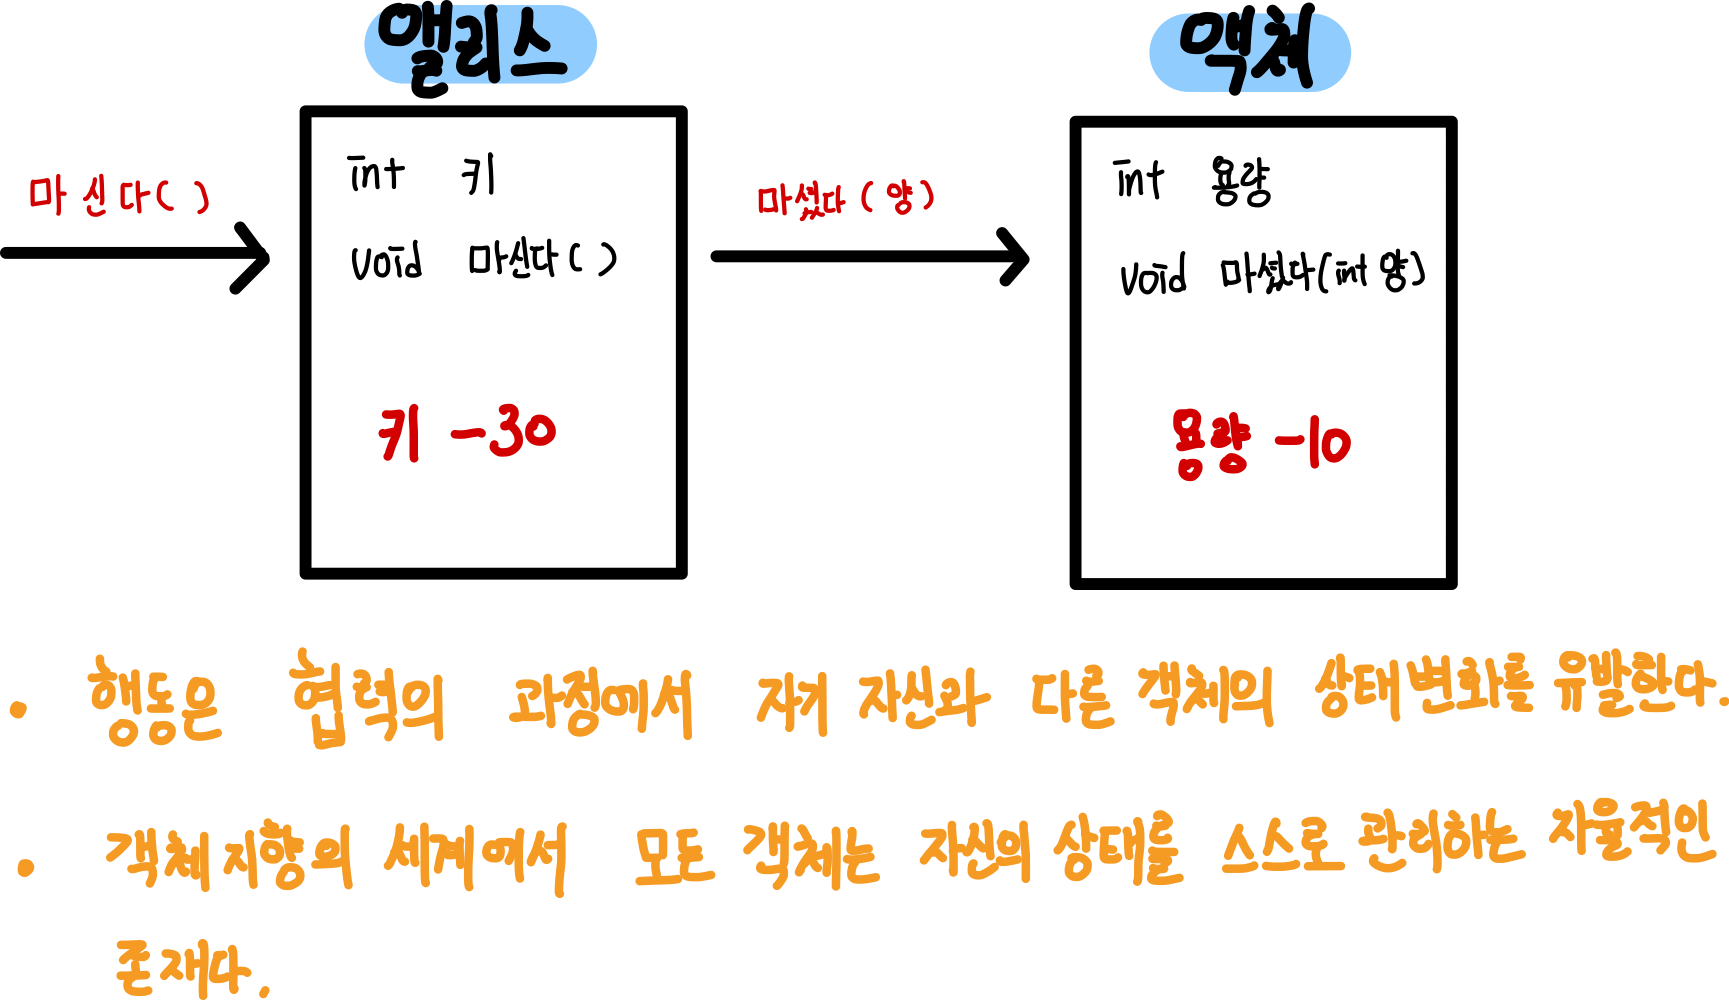 앨리스
액체
마신다( )
int 키
void 마신다( )
키 -30
마셨다(양)
int 용량
void 마셨다(int 양)
용량 -10
• 행동은 협력의 과정에서 자기 자신과 다른 객체의 상태변화를 유발한다.
• 객체지향의 세계에서 모든 객체는 자신의 상태를 스스로 관리하는 자율적인
존재다.